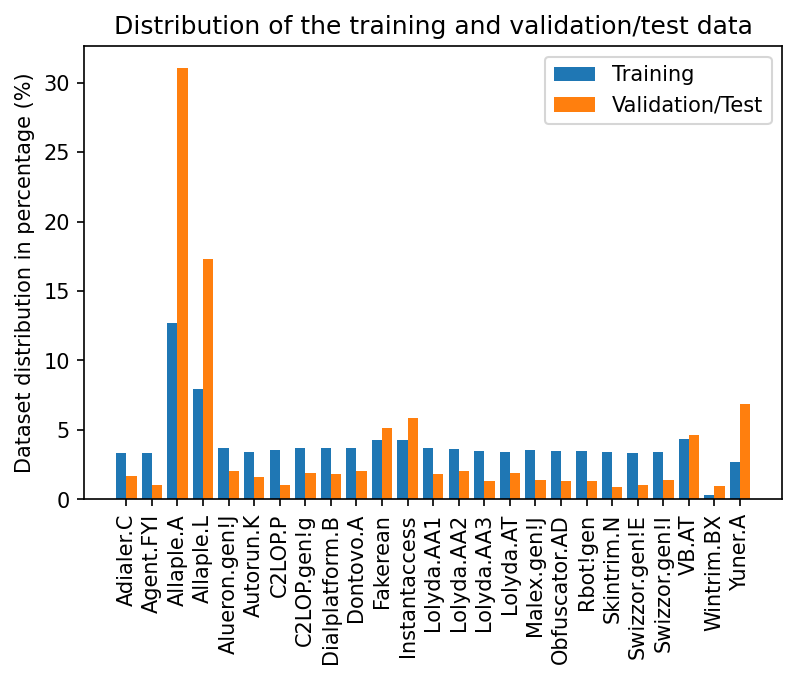 Distribution of the training and validation/test data
Dataset distribution in percentage (%)
30
25
20
15
10
5
0
Training
Validation/Test
Adialer.C
Agent.FYI
Allaple.A
Allaple.L
Alueron.gen!J
Autorun.K
C2LOP.P
C2LOP.gen!g
Dialplatform.B
Dontovo.A
Fakerean
Instantaccess
Lolyda.AA1
Lolyda.AA2
Lolyda.AA3
Lolyda.AT
Malex.gen!J
Obfuscator.AD
Rbot!gen
Skintrim.N
Swizzor.gen!E
Swizzor.gen!I
VB.AT
Wintrim.BX
Yuner.A